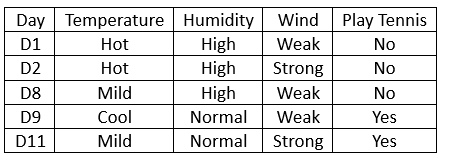 Day Temperature Humidity Wind Play Tennis
D1 Hot High Weak No
D2 Hot High Strong No
D8 Mild High Weak No
D9 Cool Normal Weak Yes
D11 Mild Normal Strong Yes